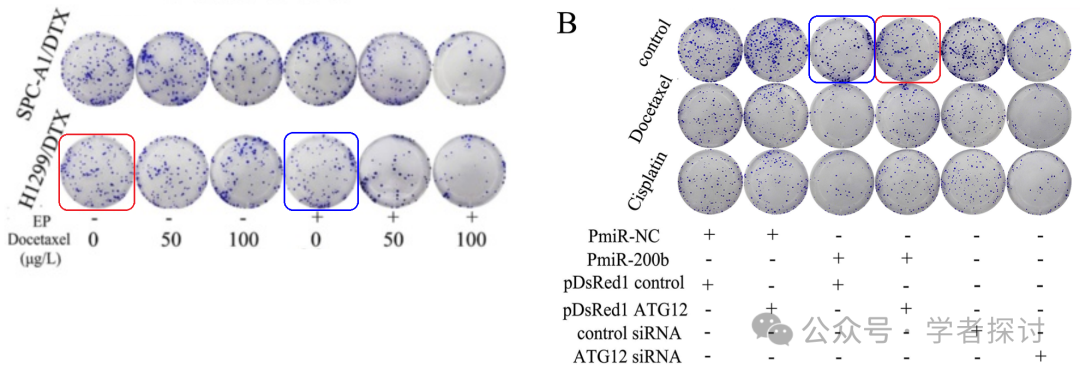 SPC-A1/DTX
H1299/DTX
EP - - - + + +
Docetaxel 0 50 100 0 50 100
(μg/L)
B
control
Docetaxel
Cisplatin
PmiR-NC + + - - - -
PmiR-200b - - + + - -
pDsRed1 control + - + - - -
pDsRed1 ATG12 - + - + - -
control siRNA - - - - + -
ATG12 siRNA - - - - - +
公众号 · 学者探讨